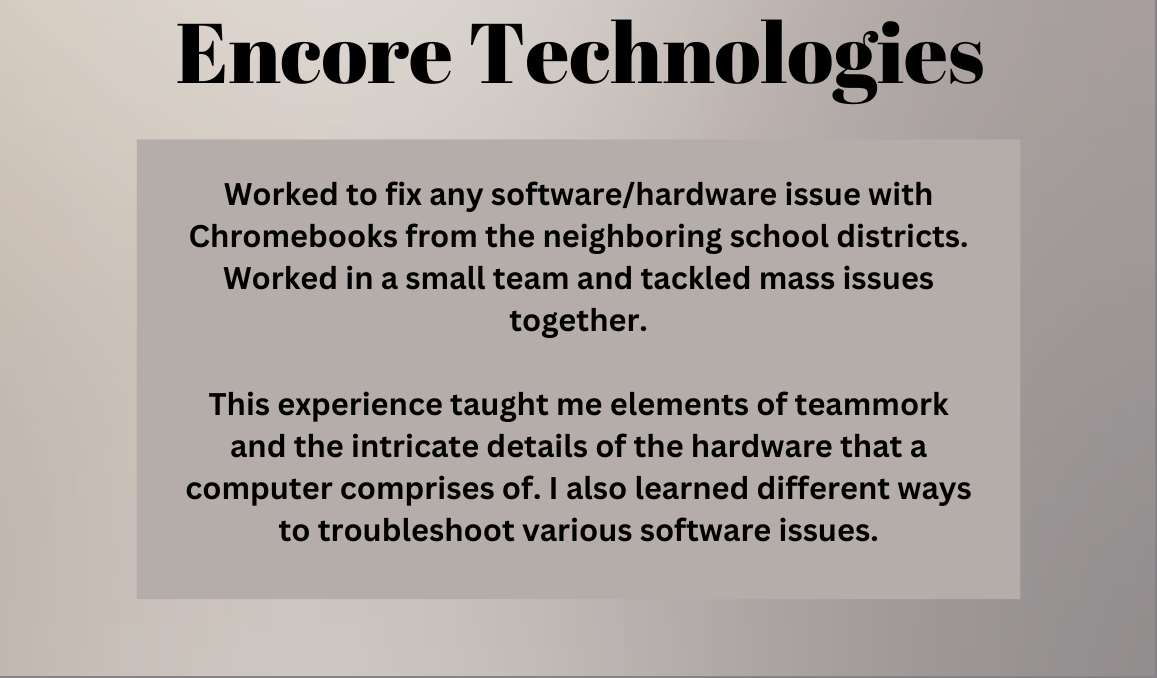 Encore Technologies
Worked to fix any software/hardware issue with
Chromebooks from the neighboring school districts.
Worked in a small team and tackled mass issues
together.
This experience taught me elements of teammork
and the intricate details of the hardware that a
computer comprises of. I also learned different ways
to troubleshoot various software issues.